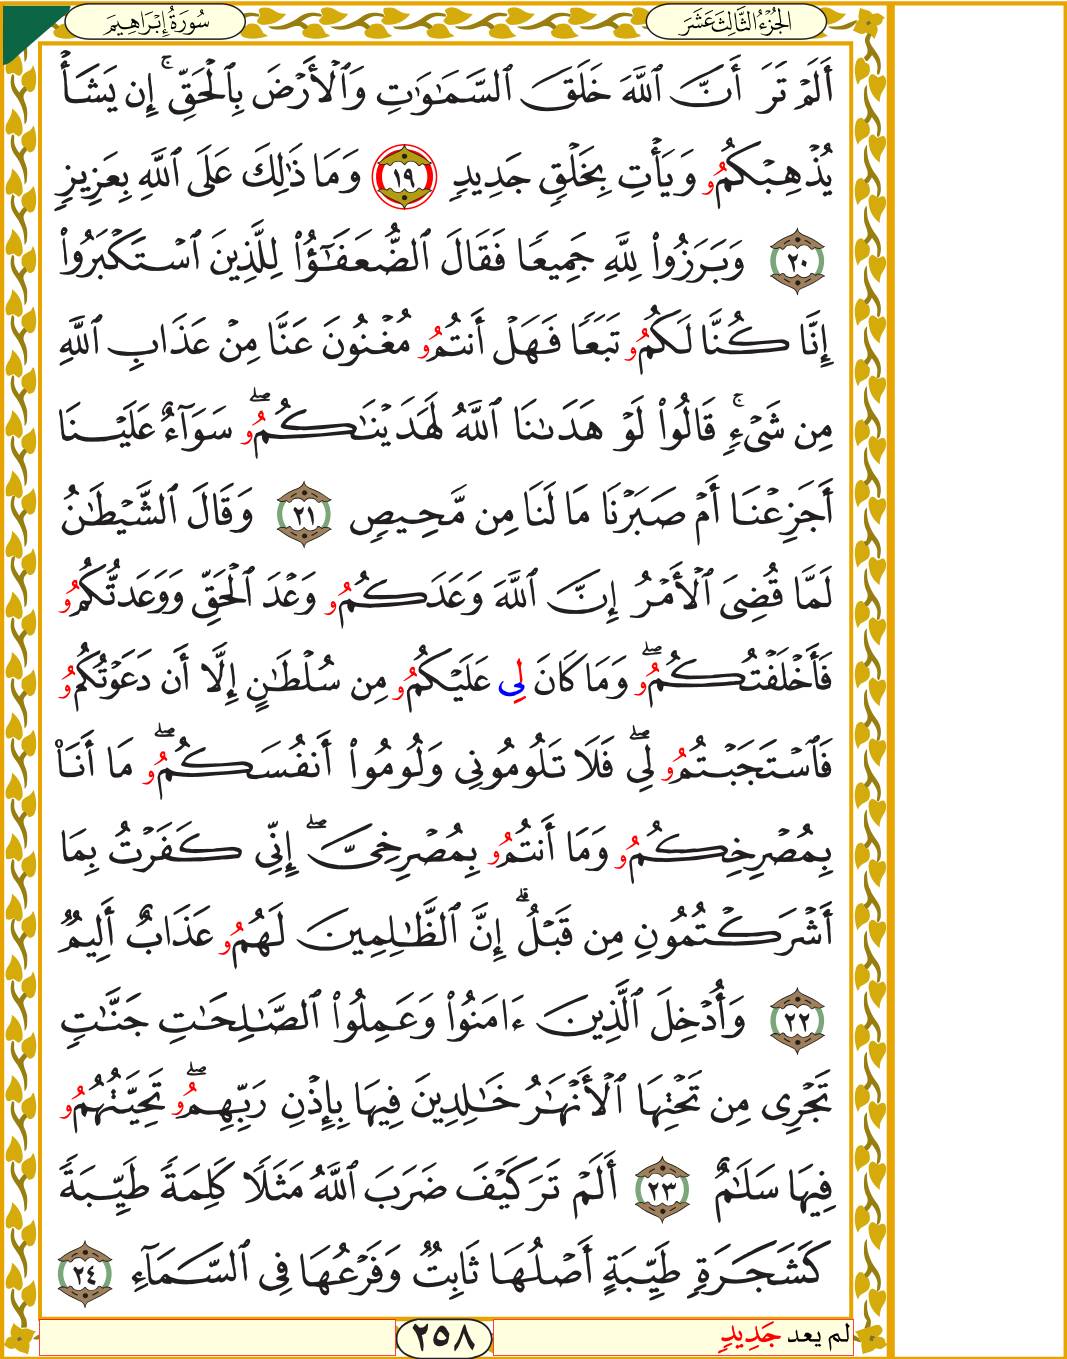 الجُزْءُ الثَّالِثَ عَشَرَ
سُورَةُ إِبْرَاهِيمَ
أَلَمْ تَرَ أَنَّ ٱللَّهَ خَلَقَ ٱلسَّمَٰوَٰتِ وَٱلْأَرْضَ بِٱلْحَقِّۚ إِن يَشَأْ
يُذْهِبْكُمُۥ وَيَأْتِ بِخَلْقٍ جَدِيدٍ ١٩ وَمَا ذَٰلِكَ عَلَى ٱللَّهِ بِعَزِيزٍ
٢٠ وَبَرَزُوا۟ لِلَّهِ جَمِيعًا فَقَالَ ٱلضُّعَفَٰٓؤُا۟ لِلَّذِينَ ٱسْتَكْبَرُوٓا۟
إِنَّا كُنَّا لَكُمُۥ تَبَعًا فَهَلْ أَنتُمُۥ مُغْنُونَ عَنَّا مِنْ عَذَابِ ٱللَّهِ
مِن شَىْءٍۚ قَالُوا۟ لَوْ هَدَىٰنَا ٱللَّهُ لَهَدَيْنَٰكُمُۥۖ سَوَآءٌ عَلَيْنَا
أَجَزِعْنَا أَمْ صَبَرْنَا مَا لَنَا مِن مَّحِيصٍ ٢١ وَقَالَ ٱلشَّيْطَٰنُ
لَمَّا قُضِىَ ٱلْأَمْرُ إِنَّ ٱللَّهَ وَعَدَكُمُۥ وَعْدَ ٱلْحَقِّ وَوَعَدتُّكُمُۥ
فَأَخْلَفْتُكُمُۥۖ وَمَا كَانَ لِى عَلَيْكُمُۥ مِن سُلْطَٰنٍ إِلَّا أَن دَعَوْتُكُمُۥ
فَٱسْتَجَبْتُمُۥ لِىۖ فَلَا تَلُومُونِى وَلُومُوا۟ أَنفُسَكُمُۥۖ مَا أَنَا۠
بِمُصْرِخِكُمُۥ وَمَا أَنتُمُۥ بِمُصْرِخِىَّۖ إِنِّى كَفَرْتُ بِمَا
أَشْرَكْتُمُونِ مِن قَبْلُۗ إِنَّ ٱلظَّٰلِمِينَ لَهُمُۥ عَذَابٌ أَلِيمٌ
٢٢ وَأُدْخِلَ ٱلَّذِينَ ءَامَنُوا۟ وَعَمِلُوا۟ ٱلصَّٰلِحَٰتِ جَنَّٰتٍ
تَجْرِى مِن تَحْتِهَا ٱلْأَنْهَٰرُ خَٰلِدِينَ فِيهَا بِإِذْنِ رَبِّهِمُۥۖ تَحِيَّتُهُمُۥ
فِيهَا سَلَٰمٌ ٢٣ أَلَمْ تَرَ كَيْفَ ضَرَبَ ٱللَّهُ مَثَلًا كَلِمَةً طَيِّبَةً
كَشَجَرَةٍ طَيِّبَةٍ أَصْلُهَا ثَابِتٌ وَفَرْعُهَا فِى ٱلسَّمَآءِ ٢٤
لم يعد جَدِيدٍ
٢٥٨